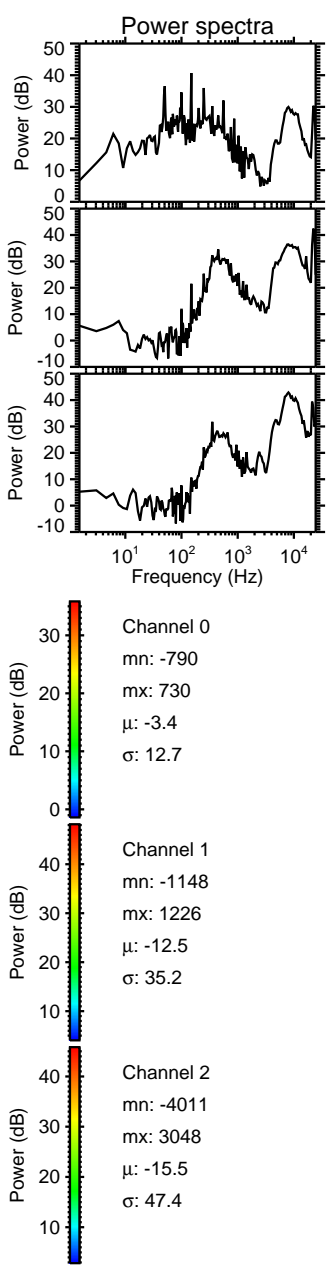 Power spectra
50
40
30
20
10
0
Power (dB)
50
40
30
20
10
0
-10
Power (dB)
50
40
30
20
10
0
-10
Power (dB)
10¹ 10² 10³ 10⁴
Frequency (Hz)
30
20
10
0
Power (dB)
Channel 0
mn: -790
mx: 730
μ: -3.4
σ: 12.7
40
30
20
10
Power (dB)
Channel 1
mn: -1148
mx: 1226
μ: -12.5
σ: 35.2
40
30
20
10
Power (dB)
Channel 2
mn: -4011
mx: 3048
μ: -15.5
σ: 47.4